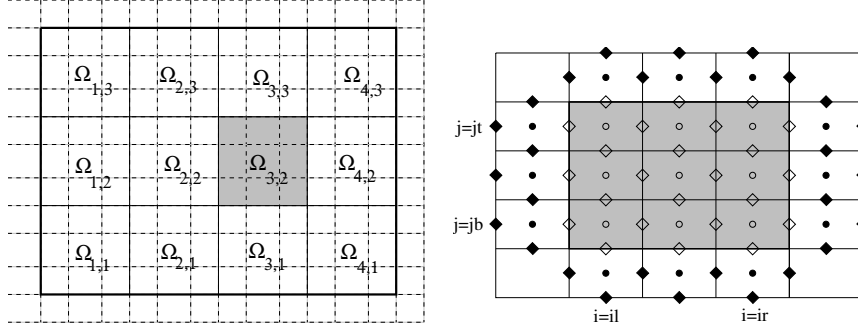 Ω1,3 Ω2,3 Ω3,3 Ω4,3
Ω1,2 Ω2,2 Ω3,2 Ω4,2
Ω1,1 Ω2,1 Ω3,1 Ω4,1
j=jt
j=jb
i=il i=ir